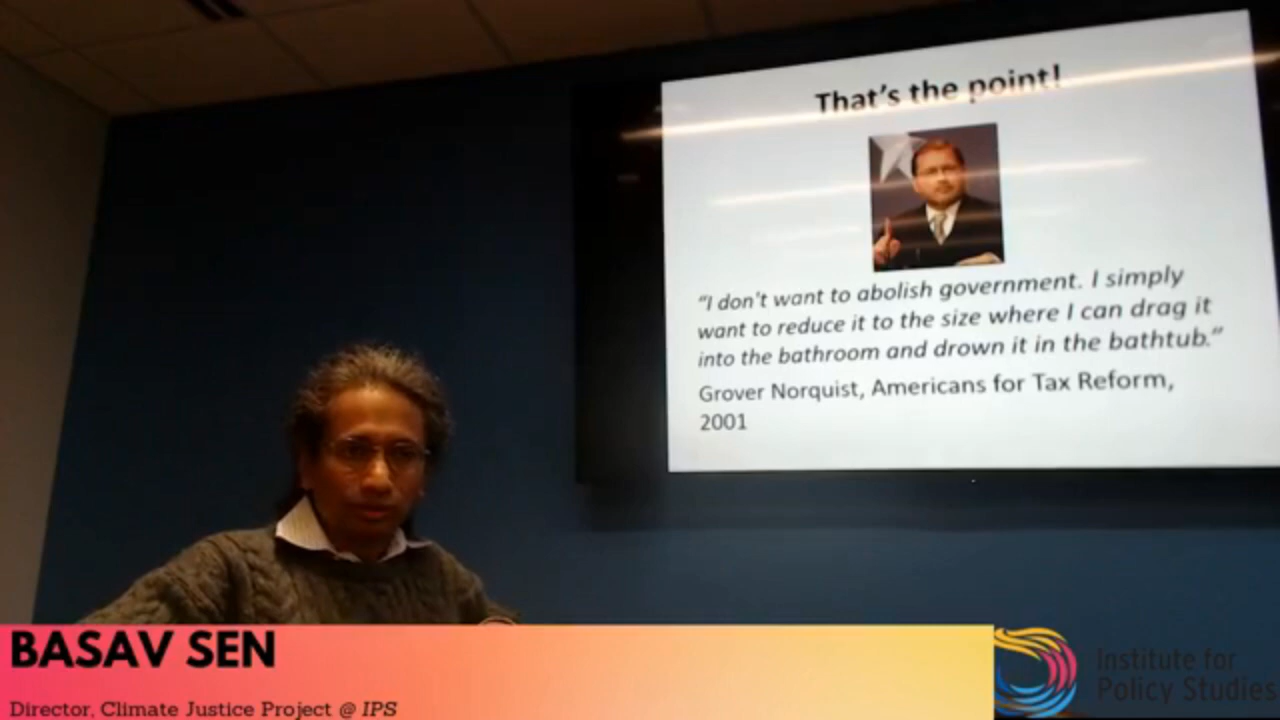 That's the point!
"I don't want to abolish government. I simply
want to reduce it to the size where I can drag it
into the bathroom and drown it in the bathtub."
Grover Norquist, Americans for Tax Reform,
2001
BASAV SEN
Director, Climate Justice Project @ IPS
Institute for
Policy Studies